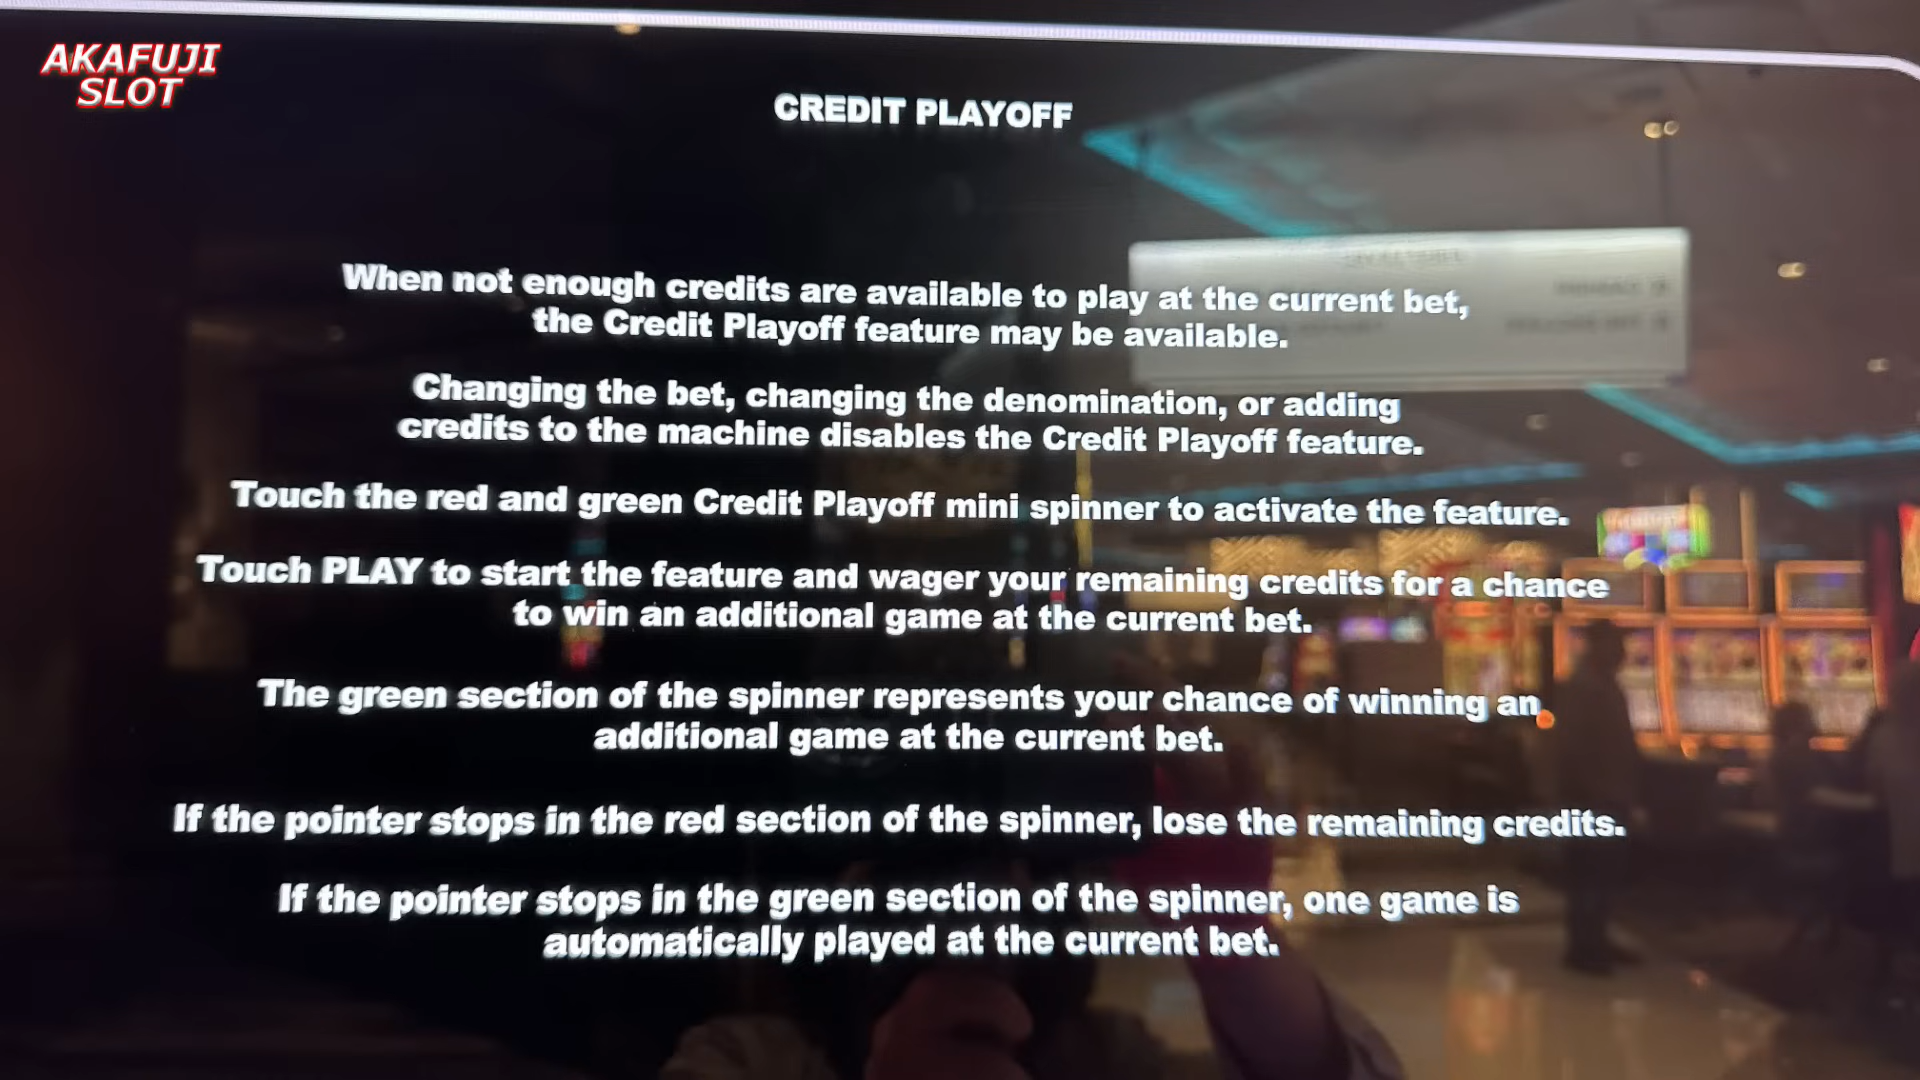 AKAFUJI
SLOT
CREDIT PLAYOFF
When not enough credits are available to play at the current bet,
the Credit Playoff feature may be available.
Changing the bet, changing the denomination, or adding
credits to the machine disables the Credit Playoff feature.
Touch the red and green Credit Playoff mini spinner to activate the feature.
Touch PLAY to start the feature and wager your remaining credits for a chance
to win an additional game at the current bet.
The green section of the spinner represents your chance of winning an
additional game at the current bet.
If the pointer stops in the red section of the spinner, lose the remaining credits.
If the pointer stops in the green section of the spinner, one game is
automatically played at the current bet.